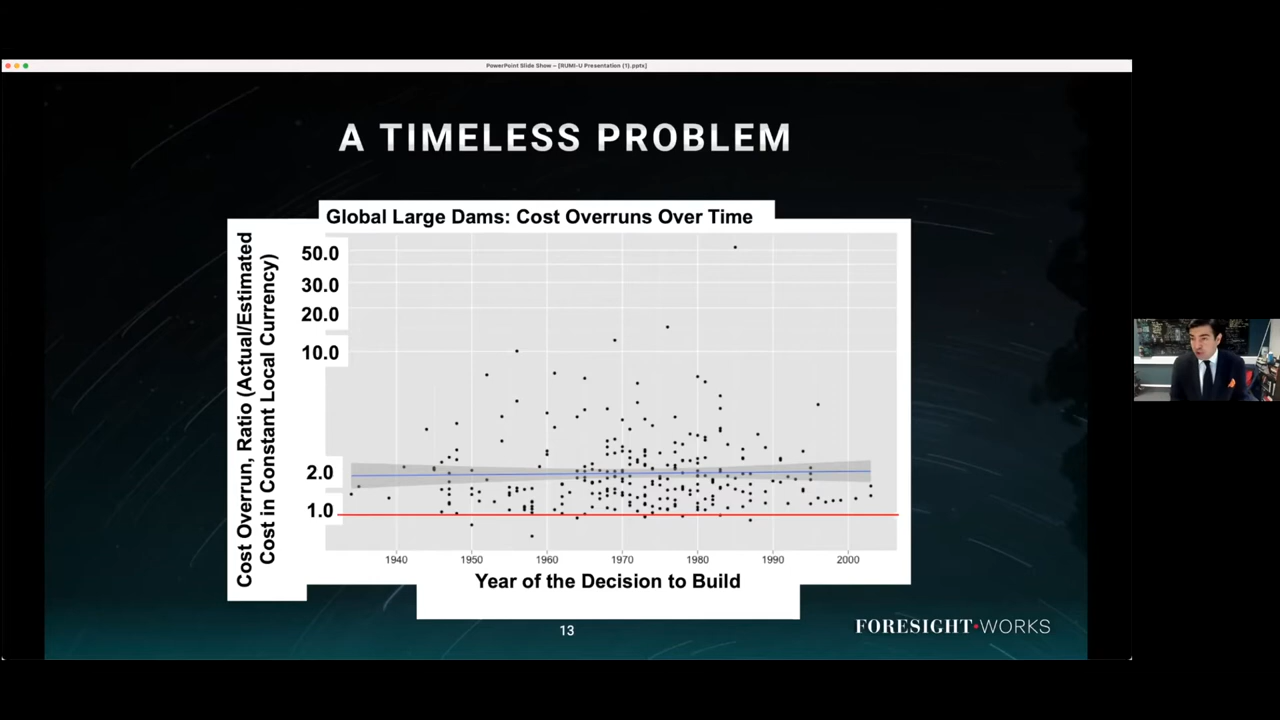 PowerPoint Slide Show – [RUMI-U Presentation (1).pptx]
A TIMELESS PROBLEM
Global Large Dams: Cost Overruns Over Time
Cost Overrun, Ratio (Actual/Estimated
Cost in Constant Local Currency)
50.0
30.0
20.0
10.0
2.0
1.0
1940 1950 1960 1970 1980 1990 2000
Year of the Decision to Build
13
FORESIGHT•WORKS